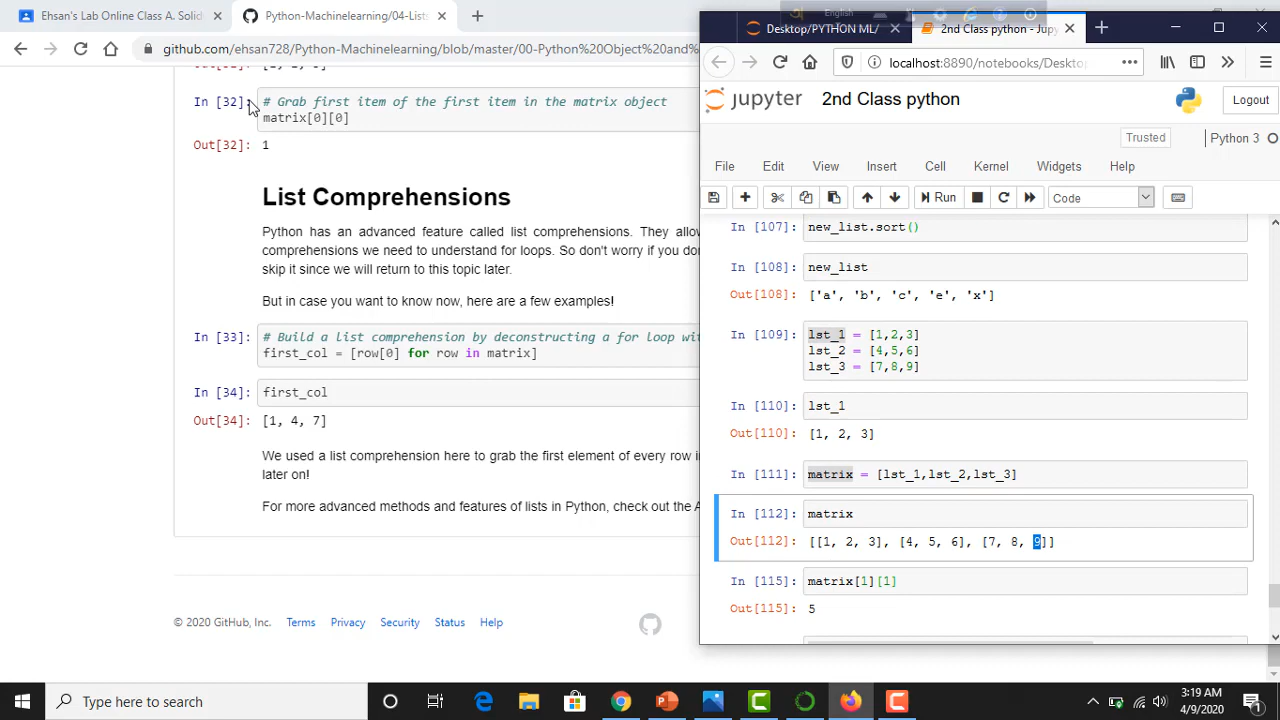 Ehsan's Lab Online Class A. Solid
Python-Machinelearning/04-Lists
github.com/ehsan728/Python-Machinelearning/blob/master/00-Python%20Object%20and%
In [32]:
# Grab first item of the first item in the matrix object
matrix[0][0]
Out[32]: 1
List Comprehensions
Python has an advanced feature called list comprehensions. They allow
comprehensions we need to understand for loops. So don't worry if you don
skip it since we will return to this topic later.
But in case you want to know now, here are a few examples!
In [33]: # Build a list comprehension by deconstructing a for loop wit
first_col = [row[0] for row in matrix]
In [34]: first_col
Out[34]: [1, 4, 7]
We used a list comprehension here to grab the first element of every row i
later on!
For more advanced methods and features of lists in Python, check out the A
© 2020 GitHub, Inc. Terms Privacy Security Status Help
English
Desktop/PYTHON ML/
2nd Class python - Jupy
localhost:8890/notebooks/Deskto
jupyter 2nd Class python
Logout
Trusted
Python 3
File Edit View Insert Cell Kernel Widgets Help
Run
Code
In [107]: new_list.sort()
In [108]: new_list
Out[108]: ['a', 'b', 'c', 'e', 'x']
In [109]: lst_1 = [1,2,3]
lst_2 = [4,5,6]
lst_3 = [7,8,9]
In [110]: lst_1
Out[110]: [1, 2, 3]
In [111]: matrix = [lst_1,lst_2,lst_3]
In [112]: matrix
Out[112]: [[1, 2, 3], [4, 5, 6], [7, 8, 9]]
In [115]: matrix[1][1]
Out[115]: 5
Type here to search
3:19 AM
4/9/2020
1